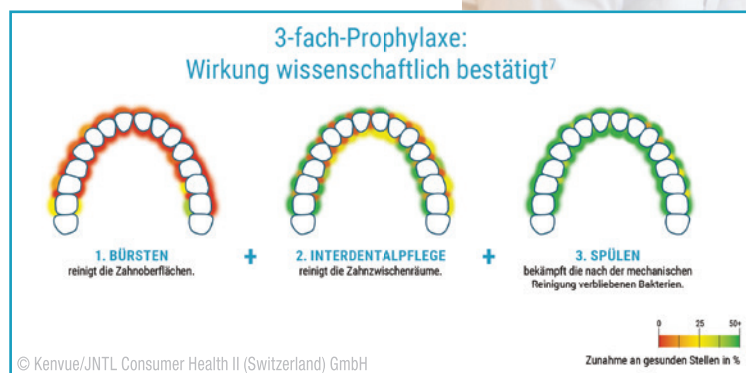 3-fach-Prophylaxe:
Wirkung wissenschaftlich bestätigt⁷
1. BÜRSTEN
reinigt die Zahnoberflächen.
+
2. INTERDENTALPFLEGE
reinigt die Zahnzwischenräume.
+
3. SPÜLEN
bekämpft die nach der mechanischen
Reinigung verbliebenen Bakterien.
0 25 50+
Zunahme an gesunden Stellen in %
© Kenvue/JNTL Consumer Health II (Switzerland) GmbH